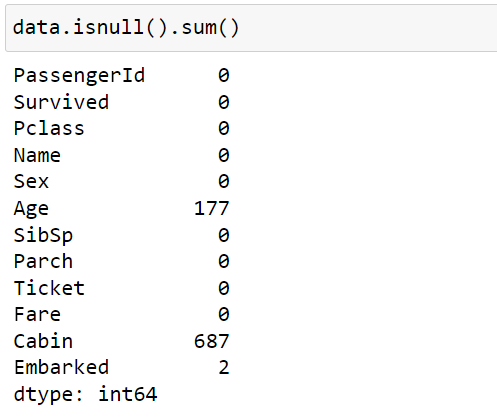 data.isnull().sum()
PassengerId 0
Survived 0
Pclass 0
Name 0
Sex 0
Age 177
SibSp 0
Parch 0
Ticket 0
Fare 0
Cabin 687
Embarked 2
dtype: int64